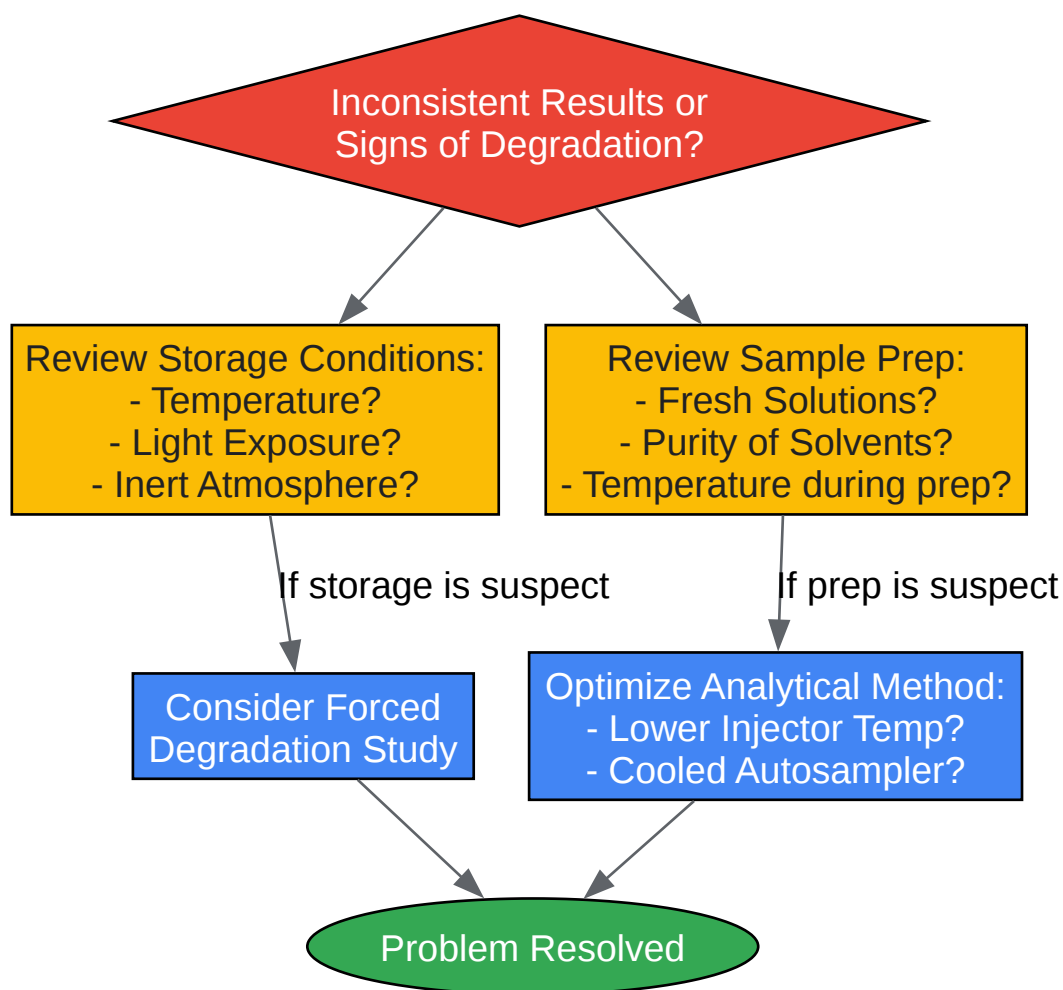 Inconsistent Results or
Signs of Degradation?
Review Storage Conditions:
- Temperature?
- Light Exposure?
- Inert Atmosphere?
Review Sample Prep:
- Fresh Solutions?
- Purity of Solvents?
- Temperature during prep?
If storage is suspect
If prep is suspect
Consider Forced
Degradation Study
Optimize Analytical Method:
- Lower Injector Temp?
- Cooled Autosampler?
Problem Resolved